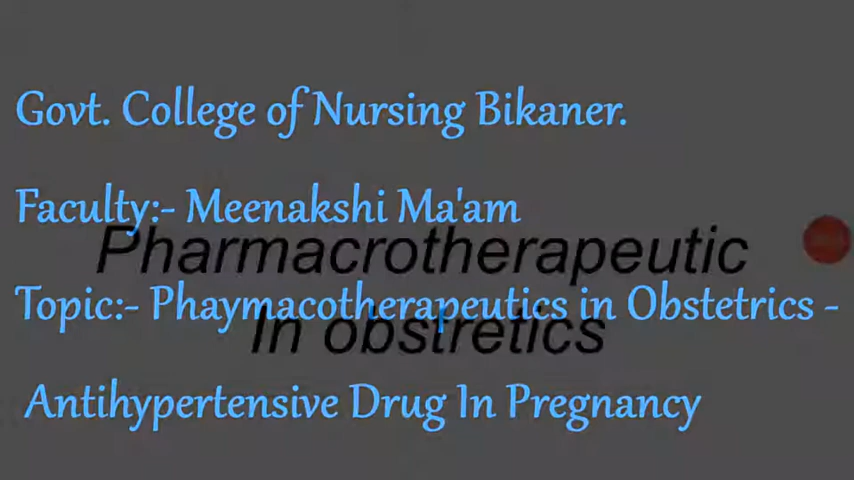 Govt. College of Nursing Bikaner.
Faculty:- Meenakshi Ma'am
Pharmacrotherapeutic
Topic:- Phaymacotherapeutics in Obstetrics -
In obstretics
Antihypertensive Drug In Pregnancy